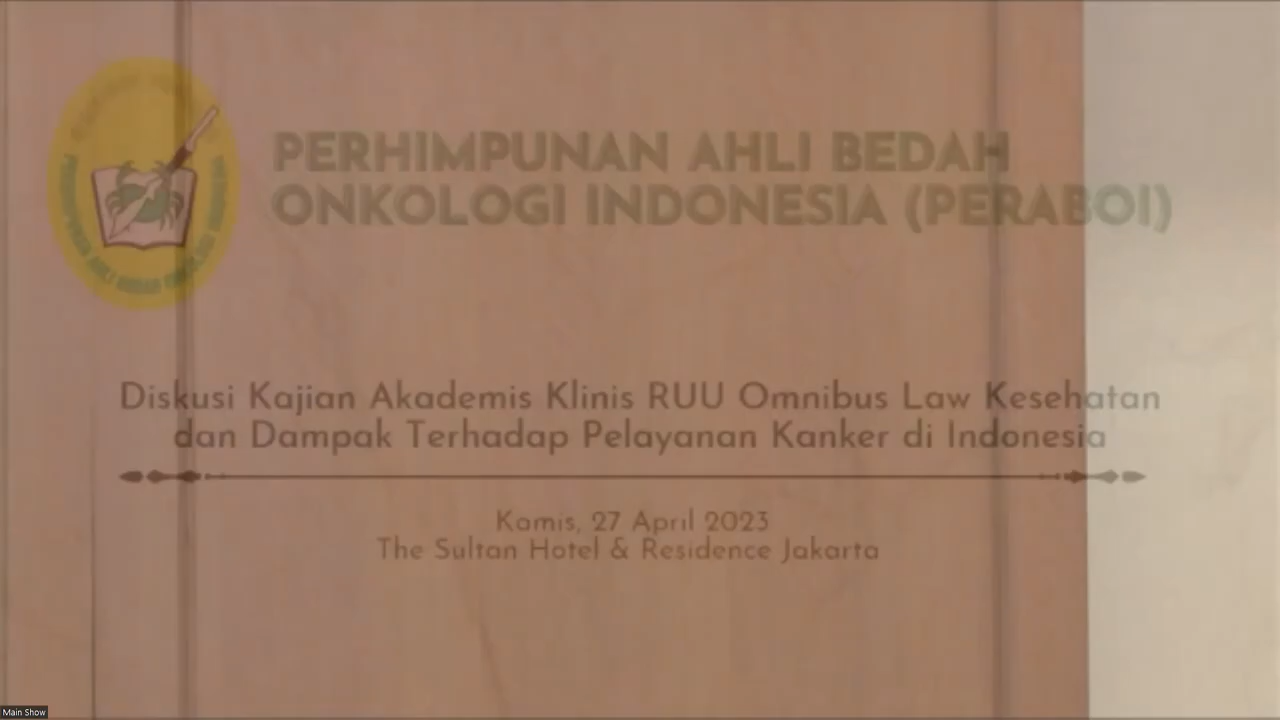 PERHIMPUNAN AHLI BEDAH
ONKOLOGI INDONESIA (PERABOI)
Diskusi Kajian Akademis Klinis RUU Omnibus Law Kesehatan
dan Dampak Terhadap Pelayanan Kanker di Indonesia
Kamis, 27 April 2023
The Sultan Hotel & Residence Jakarta
Main Show